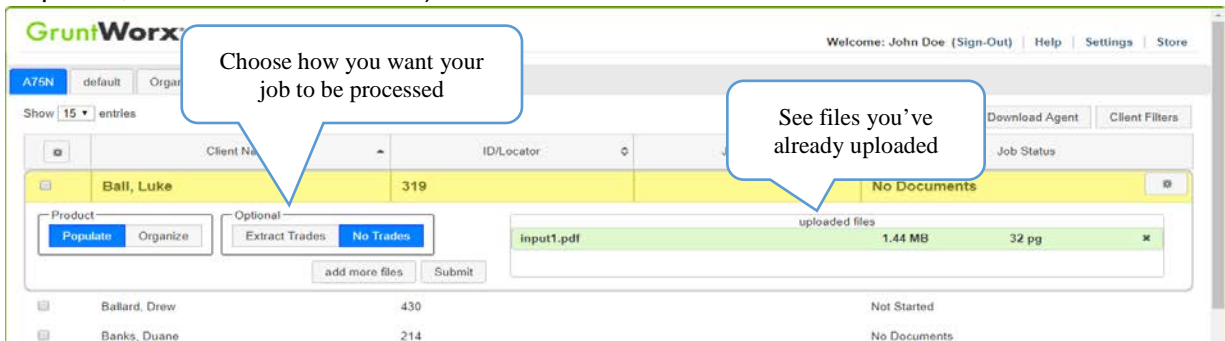 GruntWorx
Welcome: John Doe (Sign-Out) | Help | Settings | Store
Choose how you want your
job to be processed
A75N default Organ
See files you've
already uploaded
Show 15 entries
Download Agent Client Filters
Client Na ID/Locator Job Status
Ball, Luke 319 No Documents
Product Optional
Populate Organize Extract Trades No Trades
uploaded files
input1.pdf 1.44 MB 32 pg
add more files Submit
Ballard, Drew 430 Not Started
Banks, Duane 214 No Documents